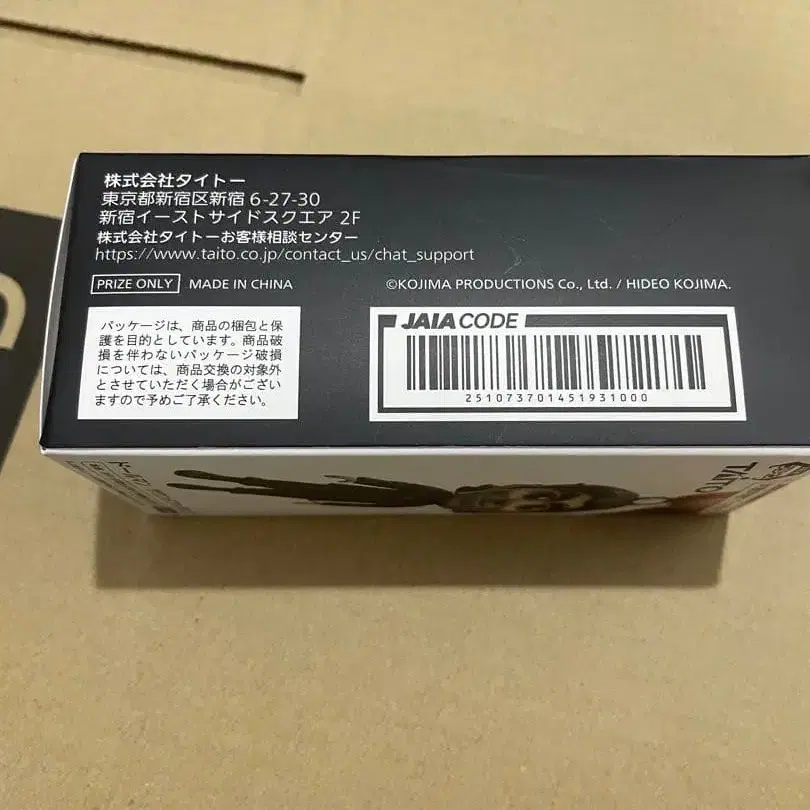 株式会社タイトー
東京都新宿区新宿 6-27-30
新宿イーストサイドスクエア 2F
株式会社タイトーお客様相談センター
https://www.taito.co.jp/contact_us/chat_support
PRIZE ONLY MADE IN CHINA
©KOJIMA PRODUCTIONS Co., Ltd. / HIDEO KOJIMA.
パッケージは、商品の梱包と保
護を目的としています。商品破
損を伴わないパッケージ破損
については、商品交換の対象外
とさせていただく場合がござい
ますので予めご了承ください。
JAIA CODE
2510737014519310​00
TAITO